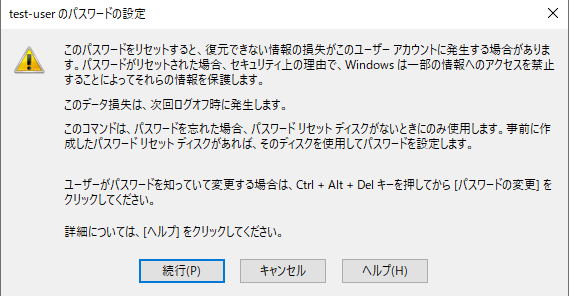 test-user のパスワードの設定
このパスワードをリセットすると、復元できない情報の損失がこのユーザー アカウントに発生する場合がありま
す。パスワードがリセットされた場合、セキュリティ上の理由で、Windows は一部の情報へのアクセスを禁止
することによってそれらの情報を保護します。
このデータ損失は、次回ログオフ時に発生します。
このコマンドは、パスワードを忘れた場合、パスワード リセット ディスクがないときにのみ使用します。事前に作
成したパスワード リセット ディスクがあれば、そのディスクを使用してパスワードを設定します。
ユーザーがパスワードを知っていて変更する場合は、Ctrl + Alt + Del キーを押してから [パスワードの変更] を
クリックしてください。
詳細については、[ヘルプ] をクリックしてください。
続行(P)
キャンセル
ヘルプ(H)